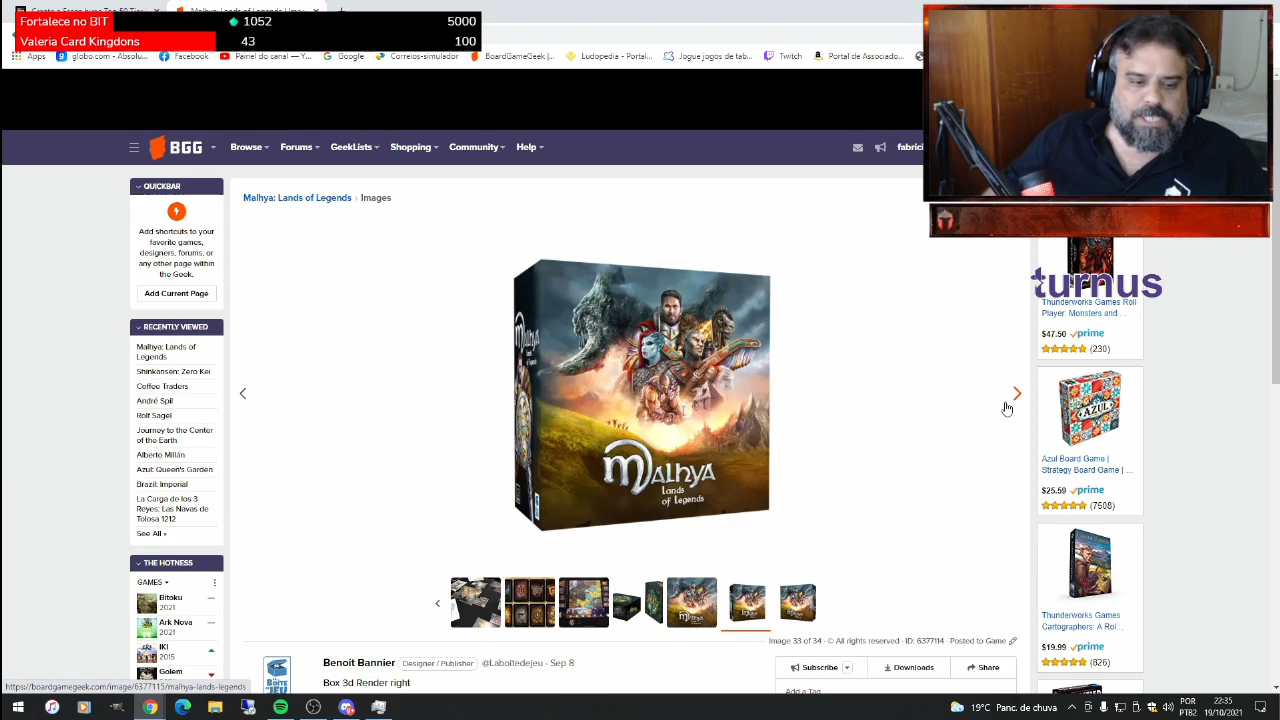 Fortalece no BIT 1052 5000
Valeria Card Kingdons 43 100
Apps globo.com - Absolu... Facebook Painel do canal — Y... Google Correios-simulador BoardGameGeek |... Ludopedia - Portal... Jogue jogos de tab... Twitch Portal de Associado...
BGG Browse Forums GeekLists Shopping Community Help fabrici
QUICKBAR
Add shortcuts to your
favorite games,
designers, forums, or
any other page within
the Geek.
Add Current Page
RECENTLY VIEWED
Malhya: Lands of
Legends
Shinkansen: Zero Kei
Coffee Traders
André Spil
Rolf Sagel
Journey to the Center
of the Earth
Alberto Millán
Azul: Queen's Garden
Brazil: Imperial
La Carga de los 3
Reyes: Las Navas de
Tolosa 1212
See All »
THE HOTNESS
GAMES
Bitoku
2021
Ark Nova
2021
IKI
2015
Golem
Malhya: Lands of Legends › Images
MALHYA
Lands
of Legends
Image 33 of 34 · © All rights reserved · ID: 6377114 · Posted to Game
Benoit Bannier Designer / Publisher @Laboitedejeu · Sep 8
Box 3d Render right
Subscribe Downloads Share
Add a Tag
turnus
Thunderworks Games Roll
Player: Monsters and ...
$47.50 prime
(230)
AZUL
Azul Board Game |
Strategy Board Game | ...
$25.59 prime
(7508)
Thunderworks Games
Cartographers: A Rol...
$19.99 prime
(826)
https://boardgamegeek.com/image/6377115/malhya-lands-legends
19°C Panc. de chuva POR
PTB2 22:35
19/10/2021